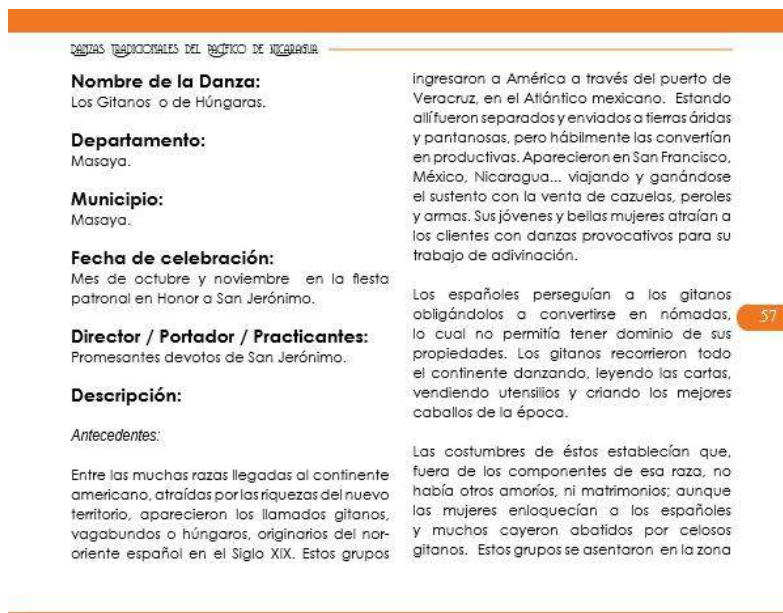 DANZAS TRADICIONALES DEL PACÍFICO DE NICARAGUA
Nombre de la Danza:
Los Gitanos o de Húngaras.
Departamento:
Masaya.
Municipio:
Masaya.
Fecha de celebración:
Mes de octubre y noviembre en la fiesta
patronal en Honor a San Jerónimo.
Director / Portador / Practicantes:
Promesantes devotos de San Jerónimo.
Descripción:
Antecedentes:
Entre las muchas razas llegadas al continente
americano, atraídas por las riquezas del nuevo
territorio, aparecieron los llamados gitanos,
vagabundos o húngaros, originarios del nor-
oriente español en el Siglo XIX. Estos grupos
ingresaron a América a través del puerto de
Veracruz, en el Atlántico mexicano. Estando
allí fueron separados y enviados a tierras áridas
y pantanosas, pero hábilmente las convertían
en productivas. Aparecieron en San Francisco,
México, Nicaragua... viajando y ganándose
el sustento con la venta de cazuelas, peroles
y armas. Sus jóvenes y bellas mujeres atraían a
los clientes con danzas provocativos para su
trabajo de adivinación.
Los españoles perseguían a los gitanos
obligándolos a convertirse en nómadas,
lo cual no permitía tener dominio de sus
propiedades. Los gitanos recorrieron todo
el continente danzando, leyendo las cartas,
vendiendo utensilios y criando los mejores
caballos de la época.
Las costumbres de éstos establecían que,
fuera de los componentes de esa raza, no
había otros amoríos, ni matrimonios; aunque
las mujeres enloquecían a los españoles
y muchos cayeron abatidos por celosos
gitanos. Estos grupos se asentaron en la zona
57